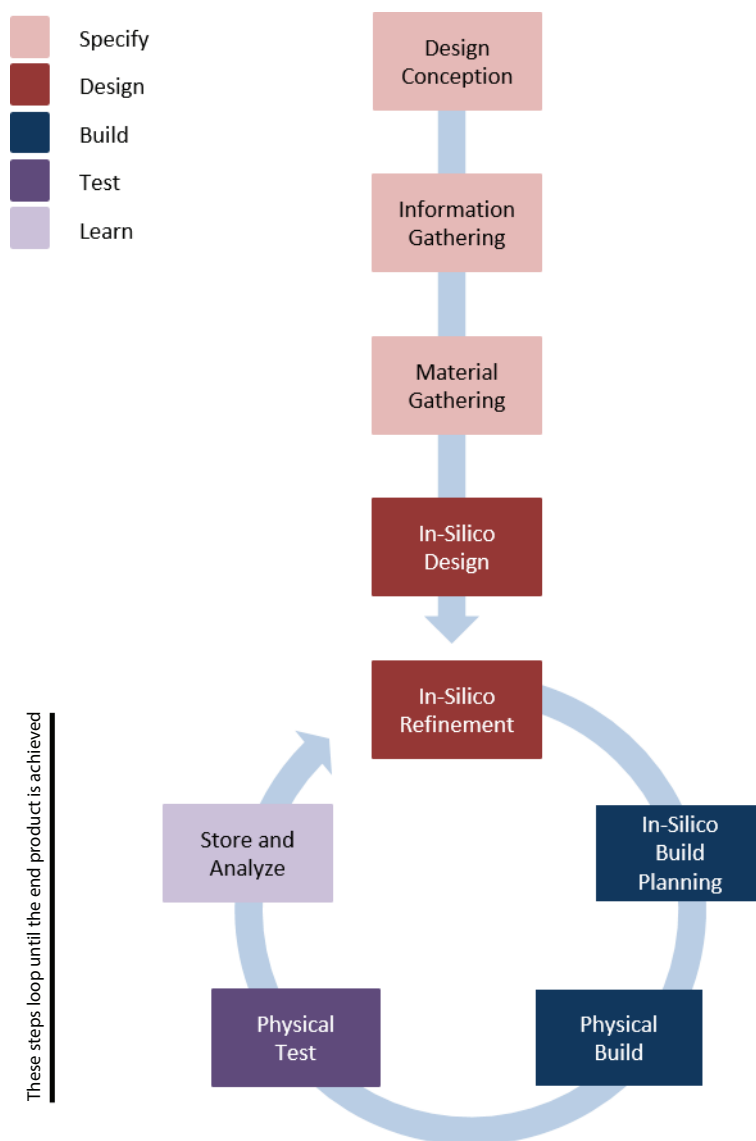 Specify
Design
Build
Test
Learn
Design
Conception
Information
Gathering
Material
Gathering
In-Silico
Design
In-Silico
Refinement
In-Silico
Build
Planning
Physical
Build
Physical
Test
Store and
Analyze
These steps loop until the end product is achieved